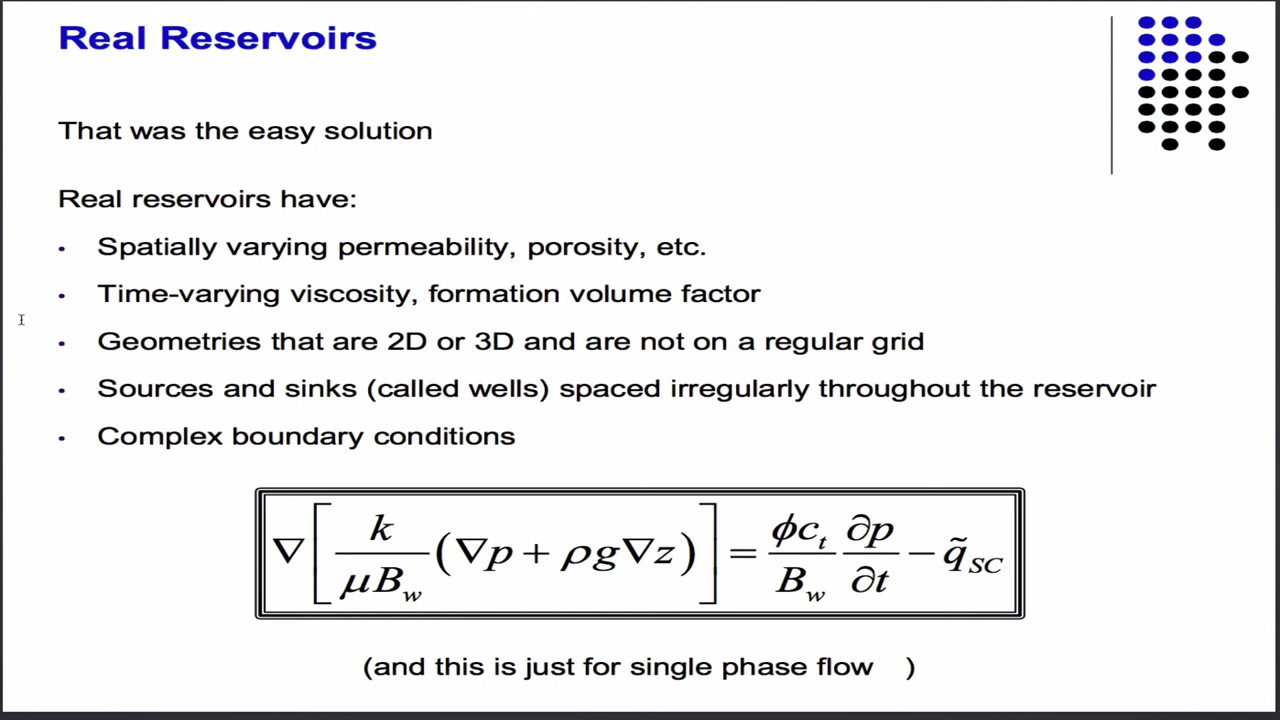 Real Reservoirs
That was the easy solution
Real reservoirs have:
• Spatially varying permeability, porosity, etc.
• Time-varying viscosity, formation volume factor
• Geometries that are 2D or 3D and are not on a regular grid
• Sources and sinks (called wells) spaced irregularly throughout the reservoir
• Complex boundary conditions
∇[k/(μB_w) (∇p + ρg∇z)] = (ϕc_t/B_w) (∂p/∂t) − q̃_SC
(and this is just for single phase flow )